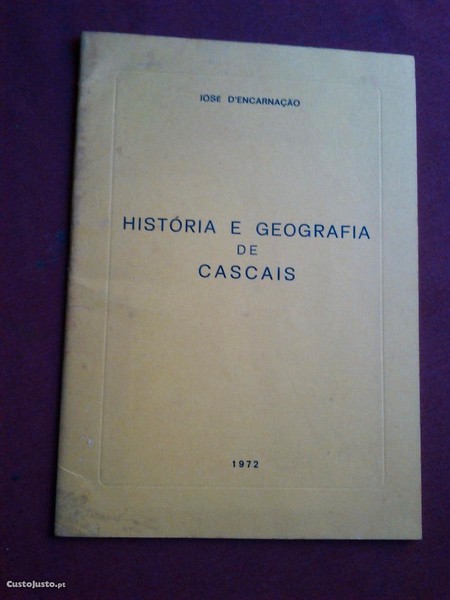 JOSÉ D'ENCARNAÇÃO
HISTÓRIA E GEOGRAFIA
DE
CASCAIS
1972
CustoJusto.pt